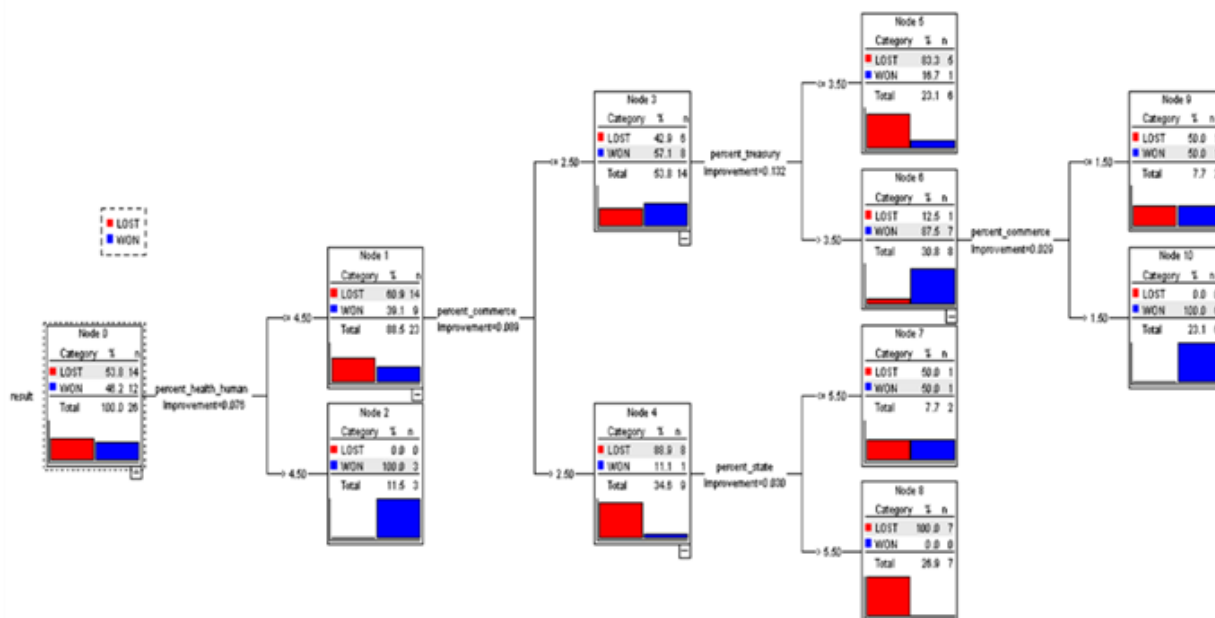 Node 5
Category % n
LOST 83.3 5
WON 16.7 1
Total 23.1 6
<= 3.50
Node 3
Category % n
LOST 42.9 6
WON 57.1 8
Total 53.8 14
<= 2.50
percent_treasury
Improvement=0.132
Node 9
Category %
LOST 50.0
WON 50.0
Total 7.7
<= 1.50
Node 6
Category % n
LOST 12.5 1
WON 87.5 7
Total 30.8 8
> 3.50
percent_commerce
Improvement=0.029
LOST
WON
Node 1
Category % n
LOST 60.9 14
WON 39.1 9
Total 88.5 23
<= 4.50
percent_commerce
Improvement=0.089
Node 10
Category %
LOST 0.0
WON 100.0
Total 23.1
> 1.50
Node 0
Category % n
LOST 53.8 14
WON 46.2 12
Total 100.0 26
result
percent_health_human
Improvement=0.075
Node 7
Category % n
LOST 50.0 1
WON 50.0 1
Total 7.7 2
<= 5.50
Node 2
Category % n
LOST 0.0 0
WON 100.0 3
Total 11.5 3
> 4.50
Node 4
Category % n
LOST 88.9 8
WON 11.1 1
Total 34.6 9
> 2.50
percent_state
Improvement=0.030
Node 8
Category % n
LOST 100.0 7
WON 0.0 0
Total 26.9 7
> 5.50